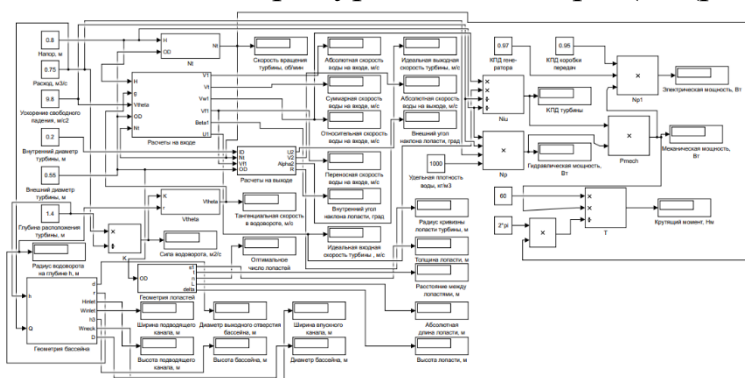 0.8
Напор, м
0.75
Расход, м3/с
9.8
Ускорение свободного
падения, м/с2
0.2
Внутренний диаметр
турбины, м
0.55
Внешний диаметр
турбины, м
1.4
Глубина расположения
турбины, м
Радиус водоворота
на глубине h, м
H
OD
Nt
Nt
Скорость вращения
турбины, об/мин
H
g
Vtheta
OD
Nt
V1
Vt
Vw1
Vf1
Beta1
U1
Расчеты на входе
ID
Nt
Vf1
OD
U2
V2
Alpha2
R
Расчеты на выходе
K
r
Vtheta
Vtheta
Тангенциальная скорость
в водовороте, м/с
K
Сила водоворота, м2/с
Оптимальное
число лопастей
OD
t
n
L
delta
Геометрия лопастей
h
Q
d
r
Hinlet
Winlet
Wneck
D
Геометрия бассейна
Абсолютная скорость
воды на входе, м/с
Суммарная скорость
воды на входе, м/с
Относительная скорость
воды на входе, м/с
Переносная скорость
воды на входе, м/с
Внутренний угол
наклона лопасти, град
Идеальная входная
скорость турбины , м/с
Идеальная выходная
скорость турбины, м/с
Абсолютная скорость
воды на выходе, м/с
Внешний угол
наклона лопасти, град
1000
Удельная плотность
воды, кг/м3
Радиус кривизны
лопасти турбины, м
Толщина лопасти, м
Расстояние между
лопастями, м
Абсолютная
длина лопасти, м
Высота лопасти, м
Ширина подводящего
канала, м
Диаметр выходного отверстия
бассейна, м
Ширина впускного
канала, м
Высота подводящего
канала, м
Высота бассейна, м
Диаметр бассейна, м
0.97
КПД гене-
ратора
0.95
КПД коробки
передач
Niu
КПД турбины
Np
Гидравлическая мощность,
Вт
Np1
Электрическая мощность, Вт
Pmech
Механическая мощность,
Вт
60
2*pi
T
Крутящий момент, Нм